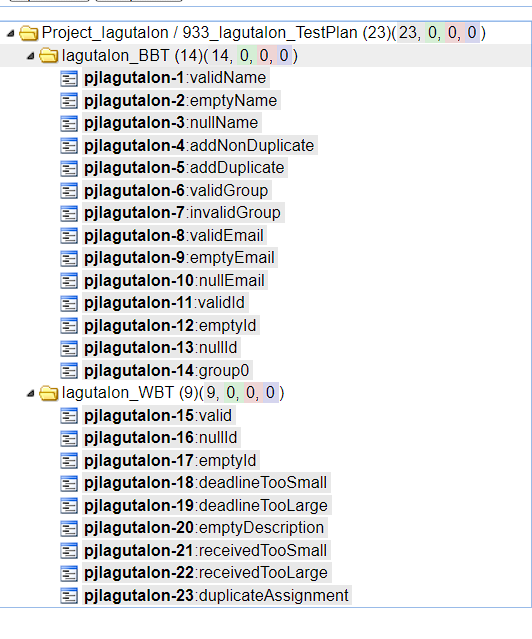 Project_lagutalon / 933_lagutalon_TestPlan (23)(23, 0, 0, 0 )
lagutalon_BBT (14)(14, 0, 0, 0 )
pjlagutalon-1:validName
pjlagutalon-2:emptyName
pjlagutalon-3:nullName
pjlagutalon-4:addNonDuplicate
pjlagutalon-5:addDuplicate
pjlagutalon-6:validGroup
pjlagutalon-7:invalidGroup
pjlagutalon-8:validEmail
pjlagutalon-9:emptyEmail
pjlagutalon-10:nullEmail
pjlagutalon-11:validId
pjlagutalon-12:emptyId
pjlagutalon-13:nullId
pjlagutalon-14:group0
lagutalon_WBT (9)(9, 0, 0, 0 )
pjlagutalon-15:valid
pjlagutalon-16:nullId
pjlagutalon-17:emptyId
pjlagutalon-18:deadlineTooSmall
pjlagutalon-19:deadlineTooLarge
pjlagutalon-20:emptyDescription
pjlagutalon-21:receivedTooSmall
pjlagutalon-22:receivedTooLarge
pjlagutalon-23:duplicateAssignment